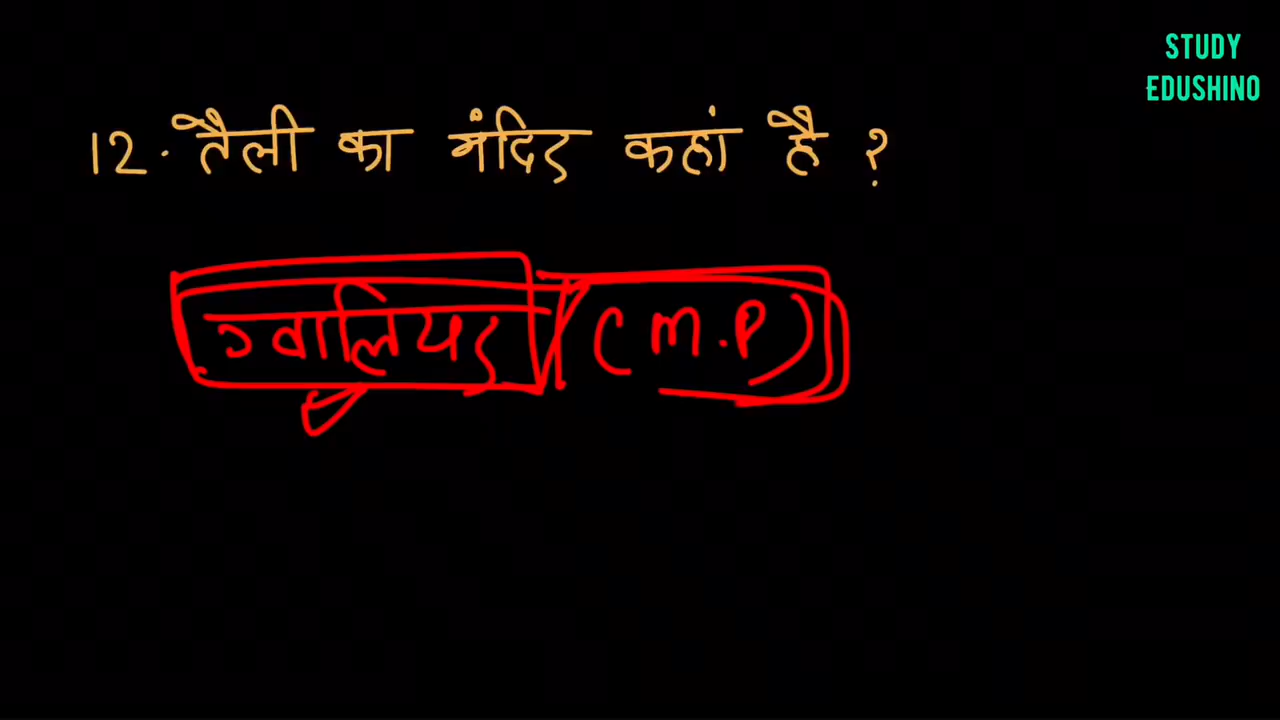 STUDY
EDUSHINO
12. तैली का मंदिर कहां है ?
ग्वालियर (M.P)